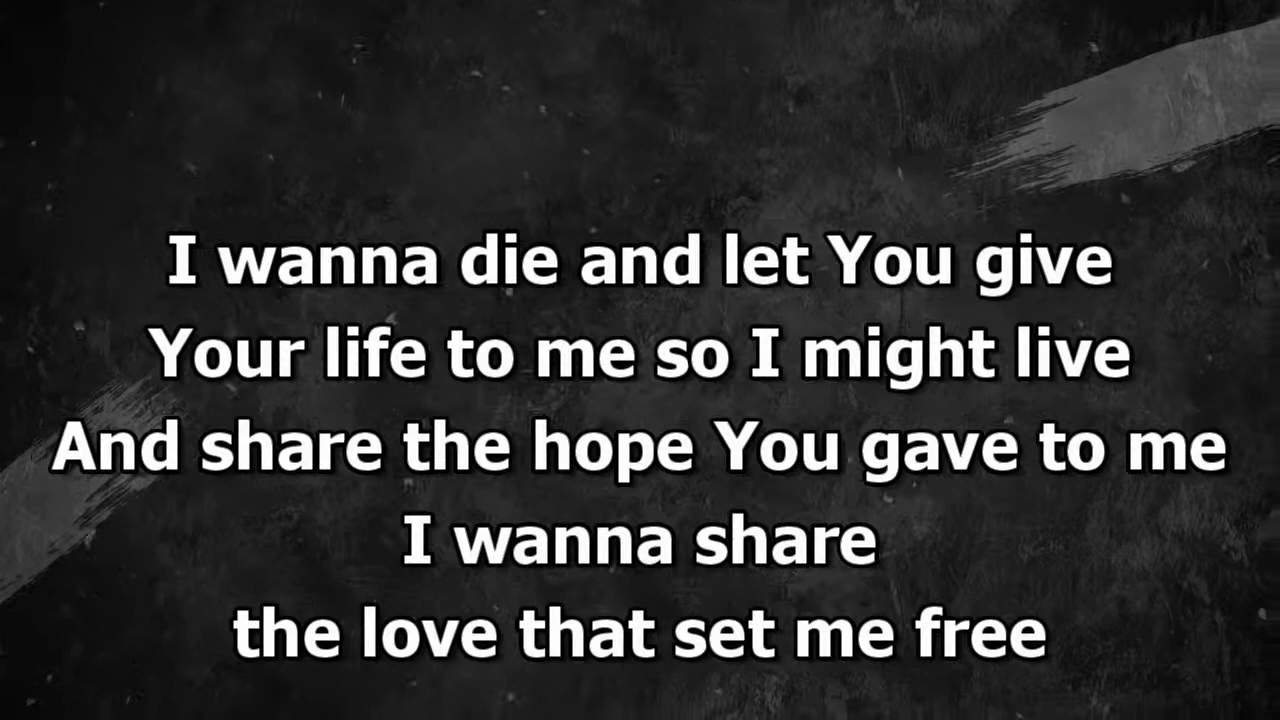 I wanna die and let You give
Your life to me so I might live
And share the hope You gave to me
I wanna share
the love that set me free